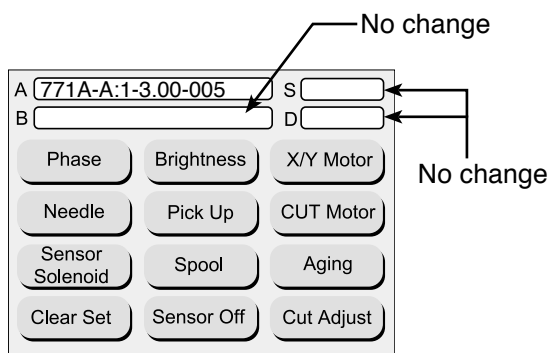 No change
A 771A-A:1-3.00-005 S
B D
No change
Phase Brightness X/Y Motor
Needle Pick Up CUT Motor
Sensor Solenoid Spool Aging
Clear Set Sensor Off Cut Adjust